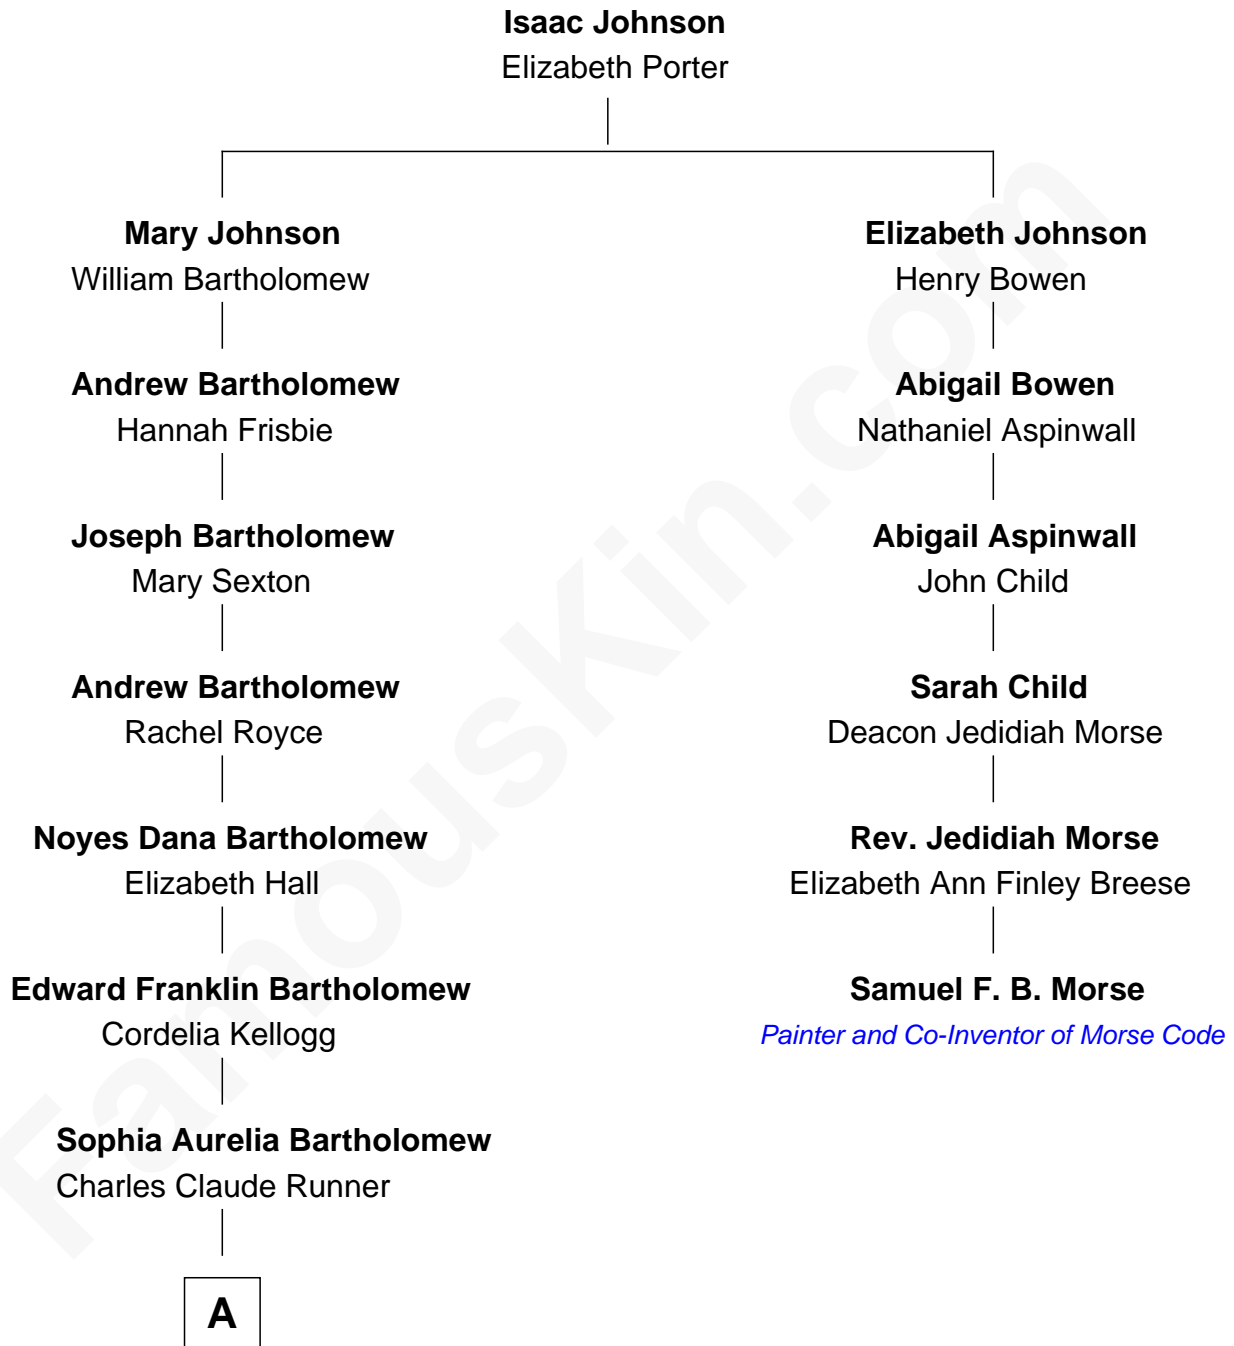 Isaac Johnson
Elizabeth Porter
Mary Johnson
William Bartholomew
Andrew Bartholomew
Hannah Frisbie
Joseph Bartholomew
Mary Sexton
Andrew Bartholomew
Rachel Royce
Noyes Dana Bartholomew
Elizabeth Hall
Edward Franklin Bartholomew
Cordelia Kellogg
Sophia Aurelia Bartholomew
Charles Claude Runner
A
Elizabeth Johnson
Henry Bowen
Abigail Bowen
Nathaniel Aspinwall
Abigail Aspinwall
John Child
Sarah Child
Deacon Jedidiah Morse
Rev. Jedidiah Morse
Elizabeth Ann Finley Breese
Samuel F. B. Morse
Painter and Co-Inventor of Morse Code
FamousKin.com